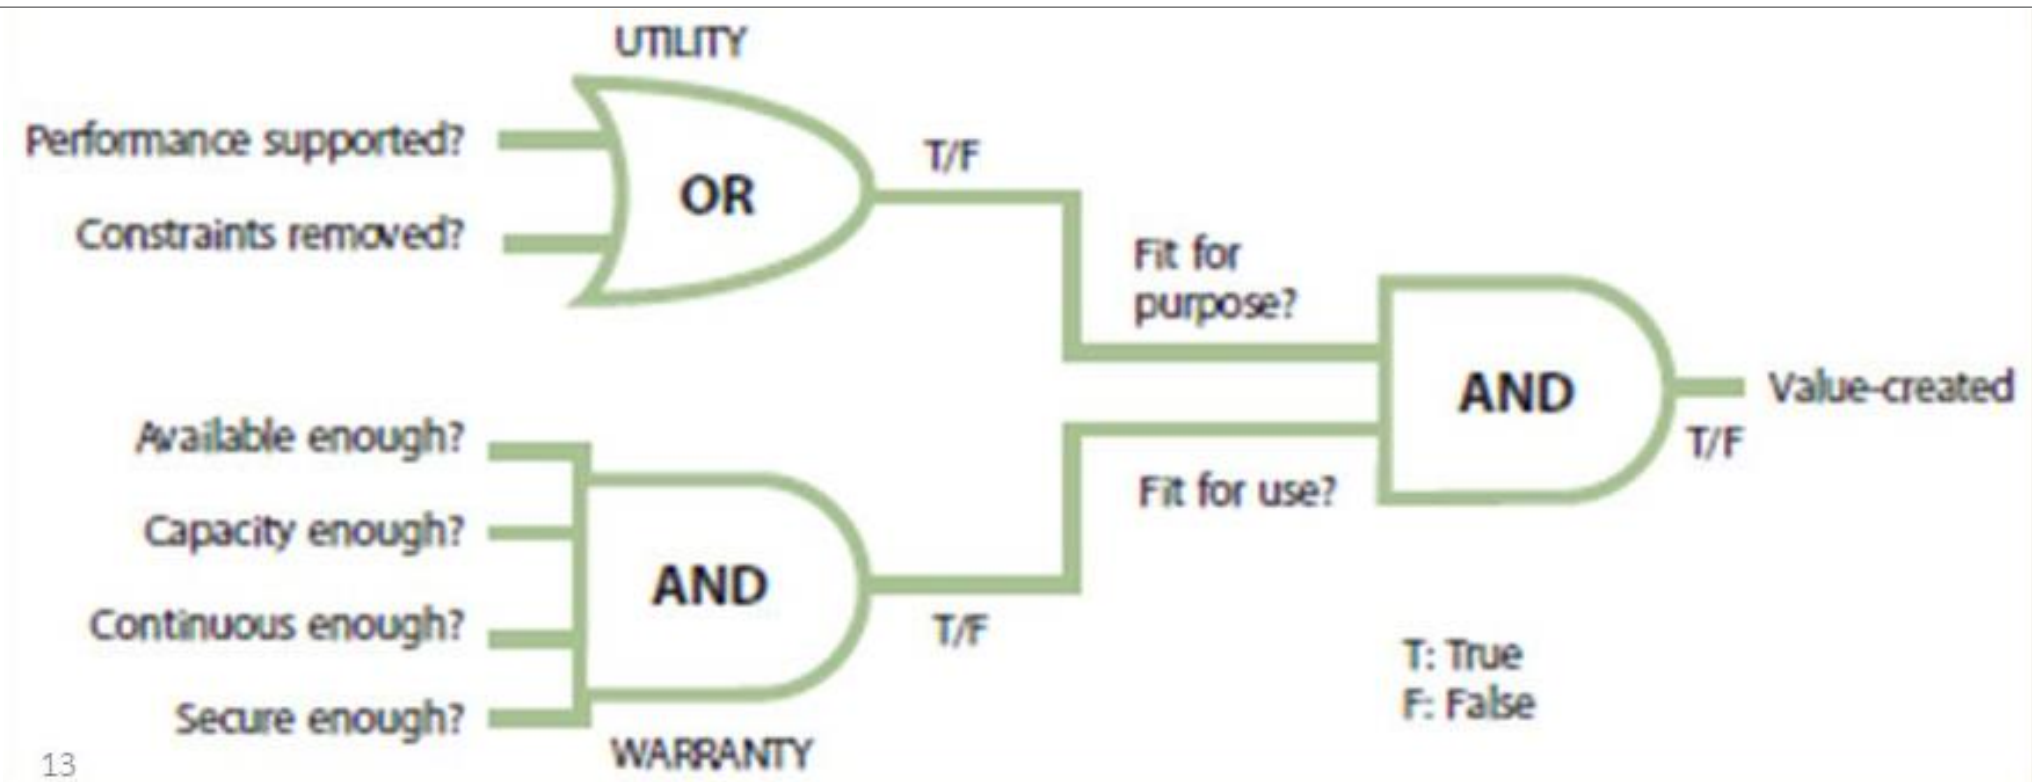 UTILITY
Performance supported?
Constraints removed?
OR
T/F
Fit for
purpose?
Available enough?
Capacity enough?
Continuous enough?
Secure enough?
AND
WARRANTY
T/F
Fit for use?
AND
Value-created
T/F
T: True
F: False
13